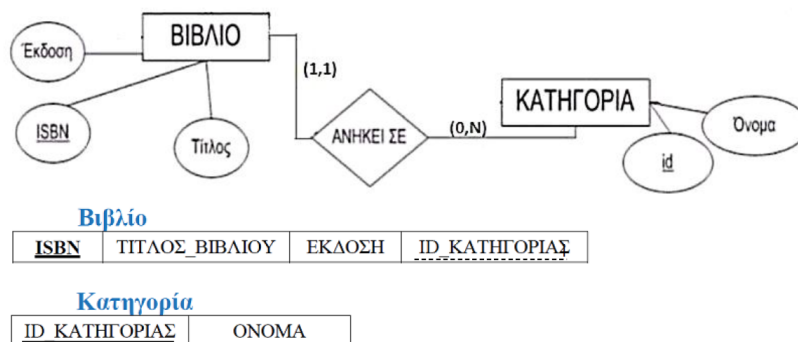 ΒΙΒΛΙΟ
Έκδοση
(1,1)
ΚΑΤΗΓΟΡΙΑ
ISBN
Τίτλος
ΑΝΗΚΕΙ ΣΕ
(0,N)
Όνομα
id
Βιβλίο
ISBN ΤΙΤΛΟΣ_ΒΙΒΛΙΟΥ ΕΚΔΟΣΗ ID_ΚΑΤΗΓΟΡΙΑΣ
Κατηγορία
ID_ΚΑΤΗΓΟΡΙΑΣ ΟΝΟΜΑ